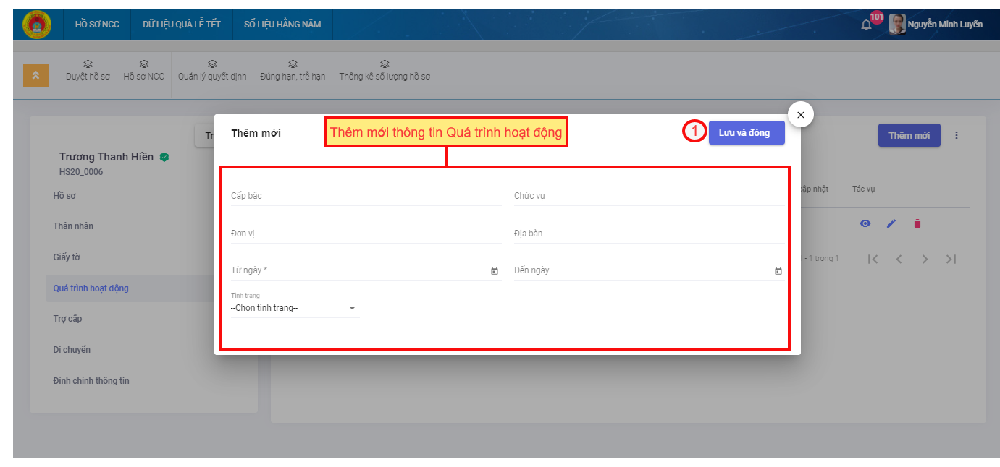 HỒ SƠ NCC DỮ LIỆU QUÀ LỄ TẾT SỐ LIỆU HẰNG NĂM 101 Nguyễn Minh Luyến
Duyệt hồ sơ Hồ sơ NCC Quản lý quyết định Đúng hạn, trễ hạn Thống kê số lượng hồ sơ
Thêm mới Thêm mới thông tin Quá trình hoạt động 1 Lưu và đóng Thêm mới
Trương Thanh Hiền
HS20_0006
Hồ sơ
Thân nhân
Giấy tờ
Quá trình hoạt động
Trợ cấp
Di chuyển
Đính chính thông tin
Cấp bậc Chức vụ
Đơn vị Địa bàn
Từ ngày * Đến ngày
Tình trạng
--Chọn tình trạng--
nhật Tác vụ
- 1 trong 1